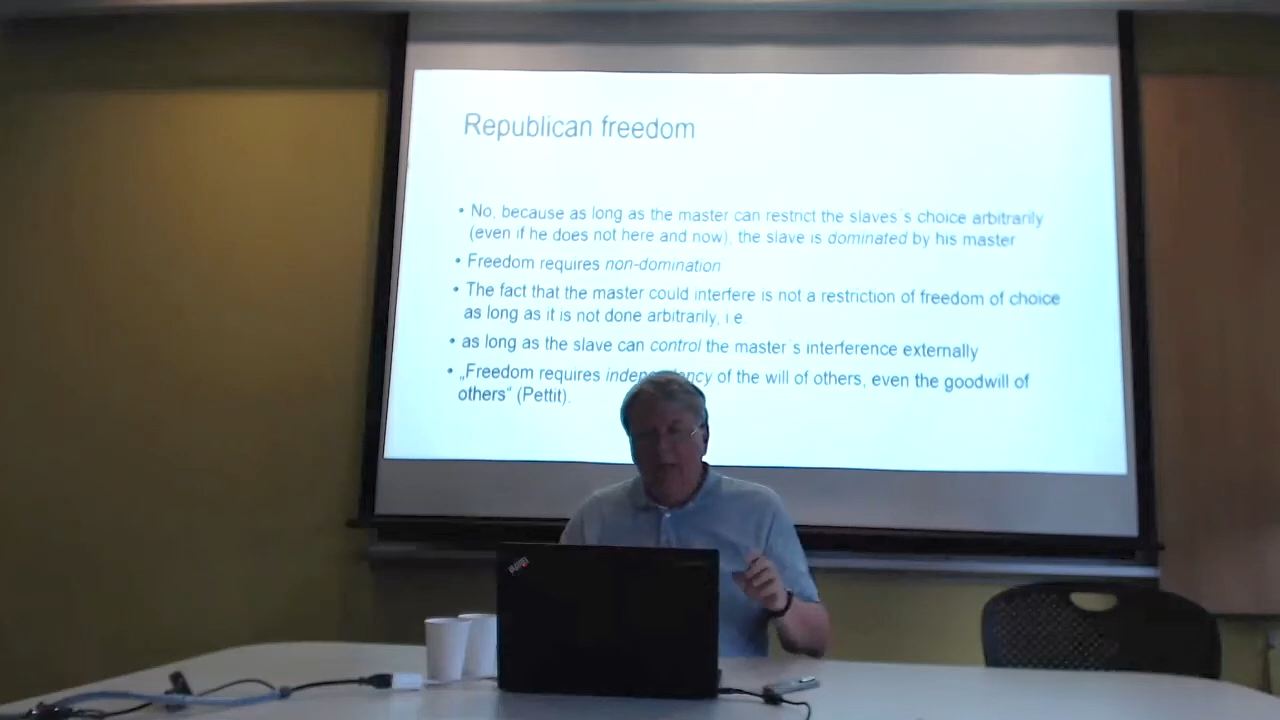 Republican freedom
• No, because as long as the master can restrict the slaves´s choice arbitrarily
(even if he does not here and now), the slave is dominated by his master
• Freedom requires non-domination
• The fact that the master could interfere is not a restriction of freedom of choice
as long as it is not done arbitrarily, i.e.
• as long as the slave can control the master´s interference externally
• „Freedom requires of the will of others, even the goodwill of
others“ (Pettit).